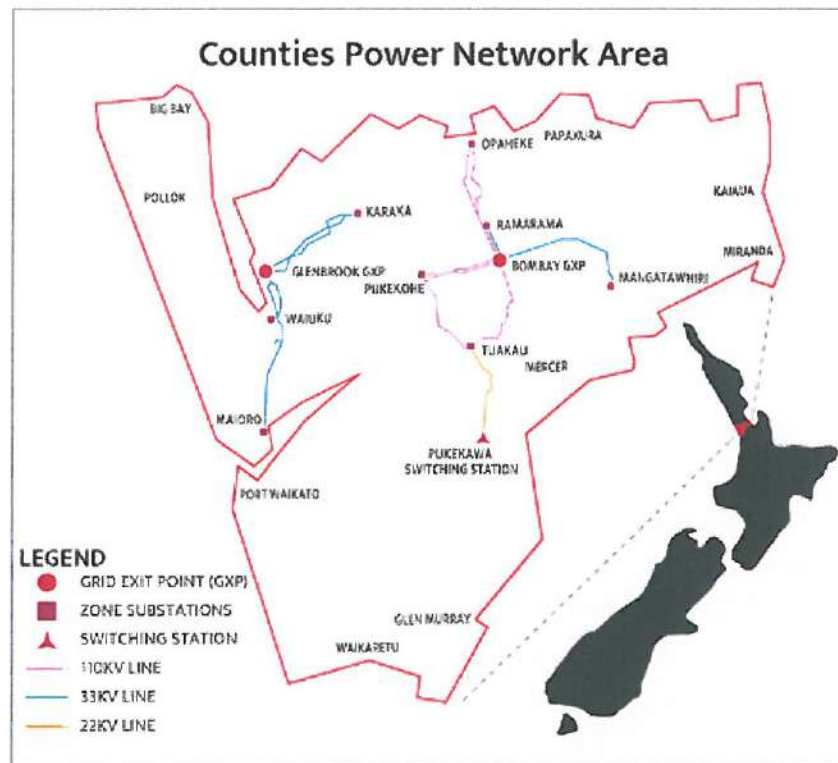 Counties Power Network Area
BIG BAY
OPAHEKE
PAPAKURA
POLLOK
KARAKA
KAIAUA
RAMARAMA
MIRANDA
GLENBROOK GXP
BOMBAY GXP
PUKEKOHE
MANGATAWHIRI
WAIUKU
TUAKAU
MERCER
MAIORO
PUKEKAWA
SWITCHING STATION
PORT WAIKATO
GLEN MURRAY
WAIKARETU
LEGEND
GRID EXIT POINT (GXP)
ZONE SUBSTATIONS
SWITCHING STATION
110KV LINE
33KV LINE
22KV LINE